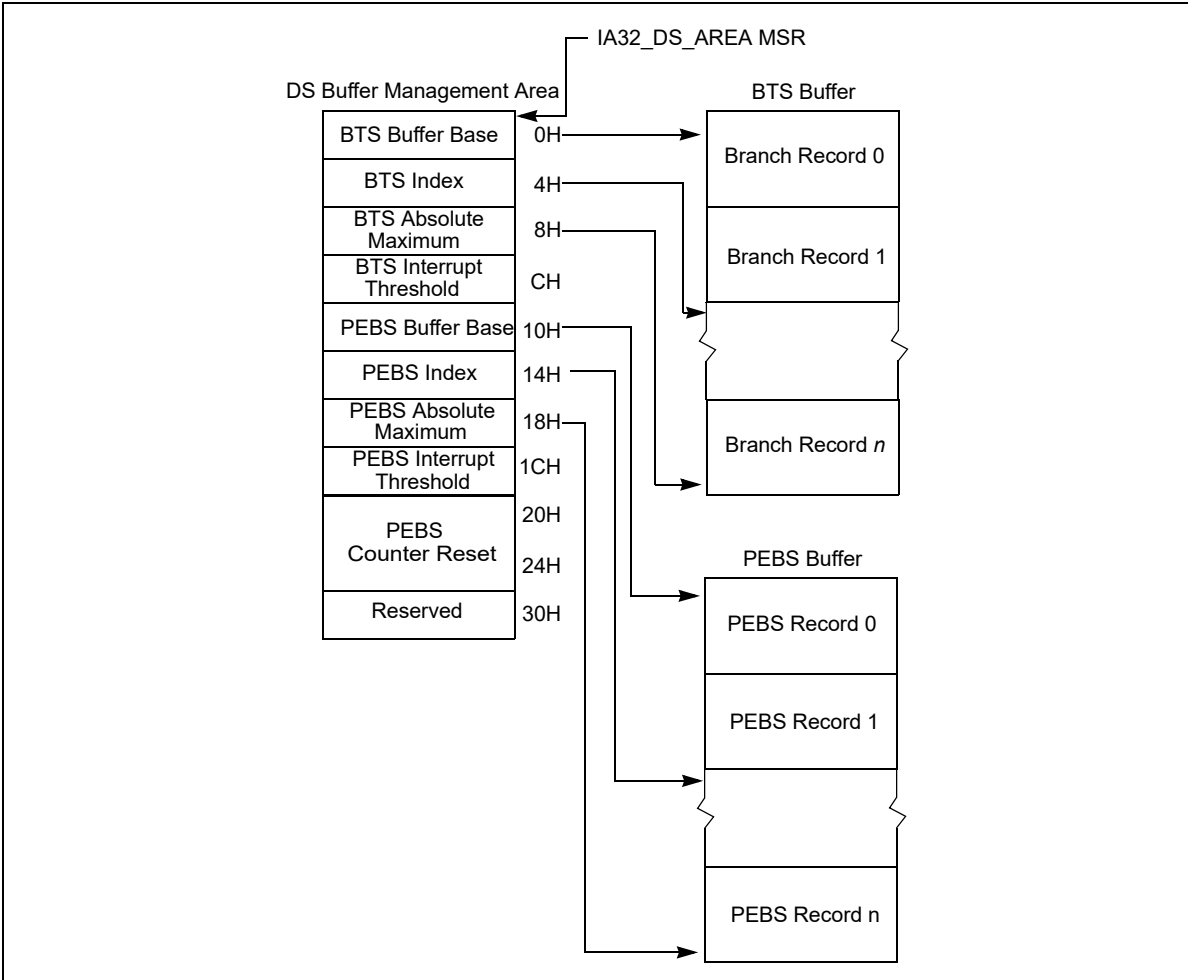 IA32_DS_AREA MSR
DS Buffer Management Area
BTS Buffer Base 0H
BTS Index 4H
BTS Absolute
Maximum 8H
BTS Interrupt
Threshold CH
PEBS Buffer Base 10H
PEBS Index 14H
PEBS Absolute
Maximum 18H
PEBS Interrupt
Threshold 1CH
20H
PEBS
Counter Reset
24H
Reserved 30H
BTS Buffer
Branch Record 0
Branch Record 1
Branch Record n
PEBS Buffer
PEBS Record 0
PEBS Record 1
PEBS Record n